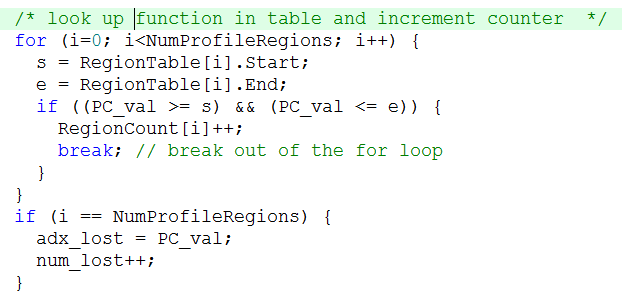 /* look up function in table and increment counter  */
for (i=0; i<NumProfileRegions; i++) {
  s = RegionTable[i].Start;
  e = RegionTable[i].End;
  if ((PC_val >= s) && (PC_val <= e)) {
    RegionCount[i]++;
    break; // break out of the for loop
  }
}
if (i == NumProfileRegions) {
  adx_lost = PC_val;
  num_lost++;
}